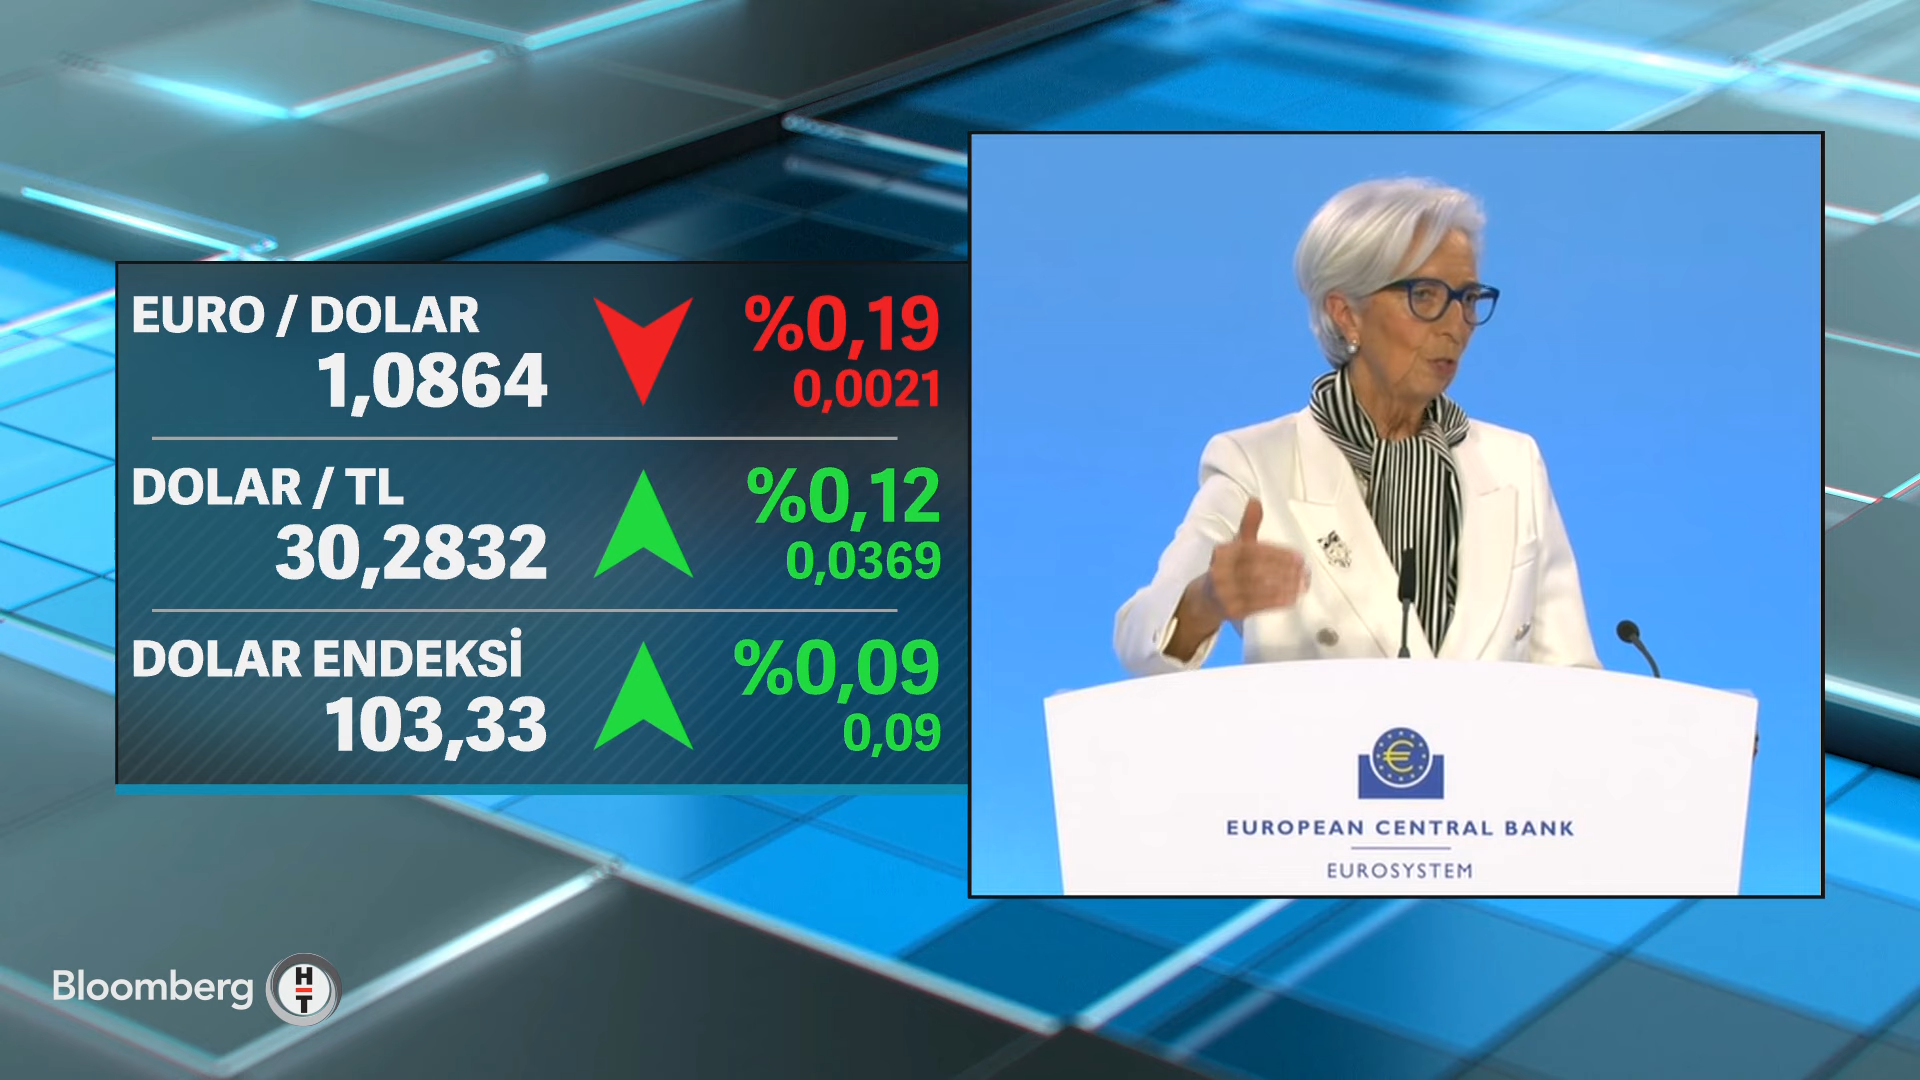 EURO / DOLAR
1,0864
%0,19
0,0021
DOLAR / TL
30,2832
%0,12
0,0369
DOLAR ENDEKSİ
103,33
%0,09
0,09
EUROPEAN CENTRAL BANK
EUROSYSTEM
Bloomberg HT